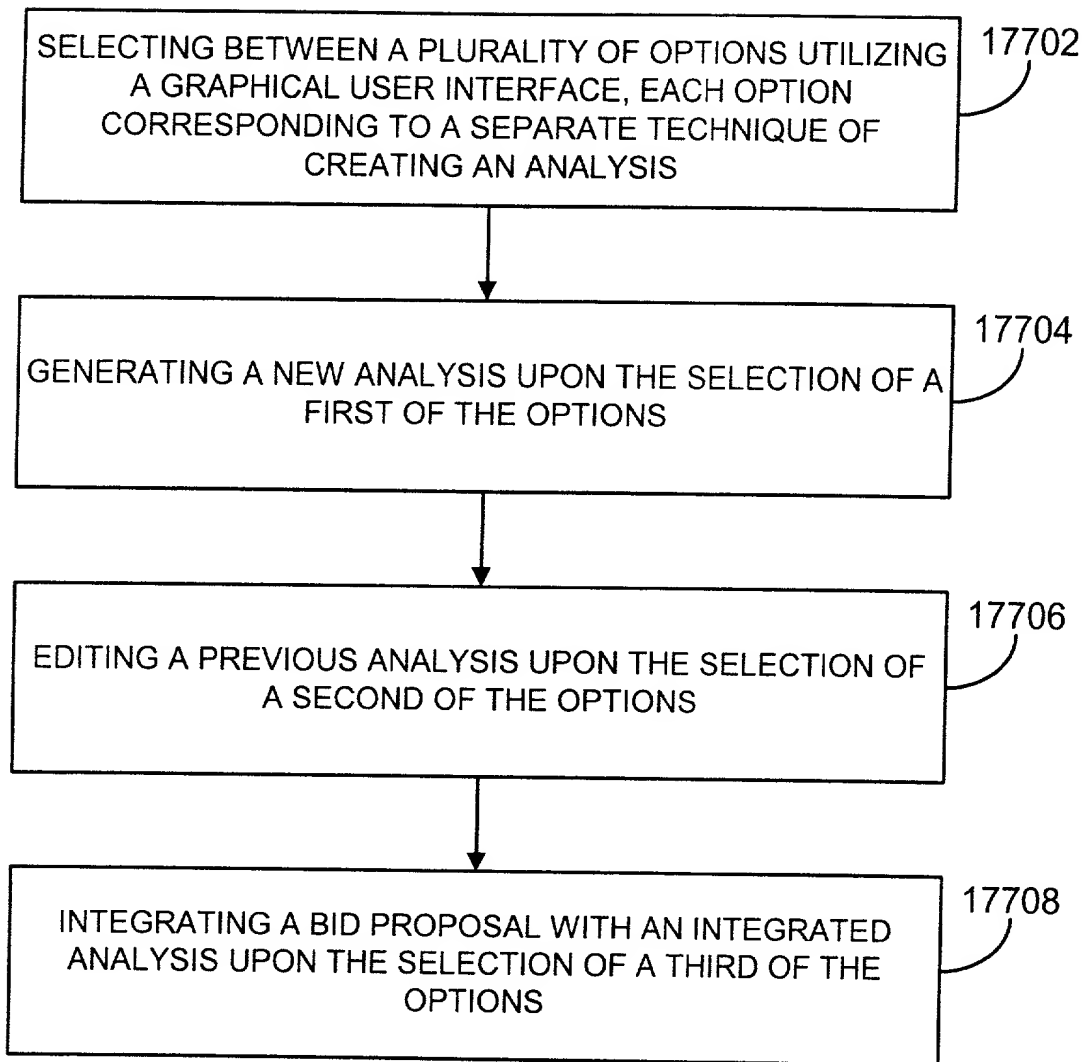 SELECTING BETWEEN A PLURALITY OF OPTIONS UTILIZING
A GRAPHICAL USER INTERFACE, EACH OPTION
CORRESPONDING TO A SEPARATE TECHNIQUE OF
CREATING AN ANALYSIS
17702
GENERATING A NEW ANALYSIS UPON THE SELECTION OF A
FIRST OF THE OPTIONS
17704
EDITING A PREVIOUS ANALYSIS UPON THE SELECTION OF
A SECOND OF THE OPTIONS
17706
INTEGRATING A BID PROPOSAL WITH AN INTEGRATED
ANALYSIS UPON THE SELECTION OF A THIRD OF THE
OPTIONS
17708